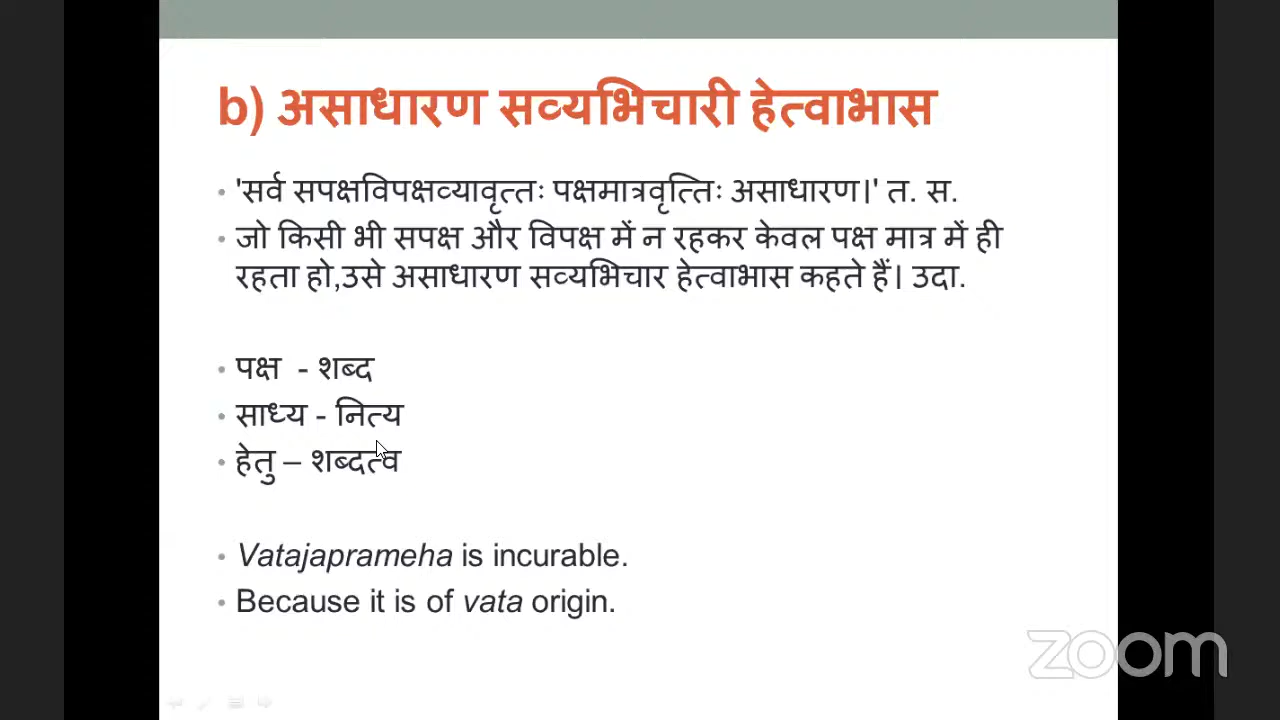 b) असाधारण सव्यभिचारी हेत्वाभास
• 'सर्व सपक्षविपक्षव्यावृत्तः पक्षमात्रवृत्तिः असाधारण।' त. स.
• जो किसी भी सपक्ष और विपक्ष में न रहकर केवल पक्ष मात्र में ही
रहता हो,उसे असाधारण सव्यभिचार हेत्वाभास कहते हैं। उदा.
• पक्ष - शब्द
• साध्य - नित्य
• हेतु – शब्दत्व
• Vatajaprameha is incurable.
• Because it is of vata origin.
zoom